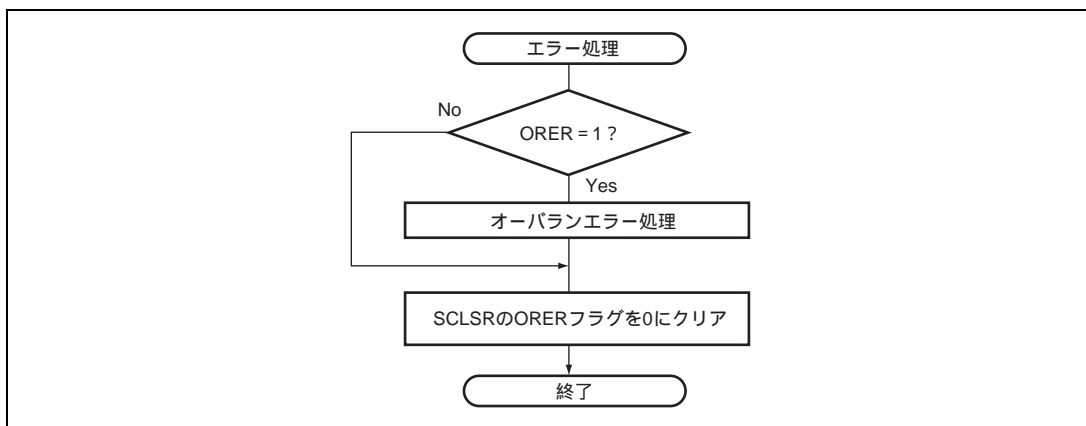 エラー処理
No
ORER = 1 ?
Yes
オーバランエラー処理
SCLSRのORERフラグを0にクリア
終了